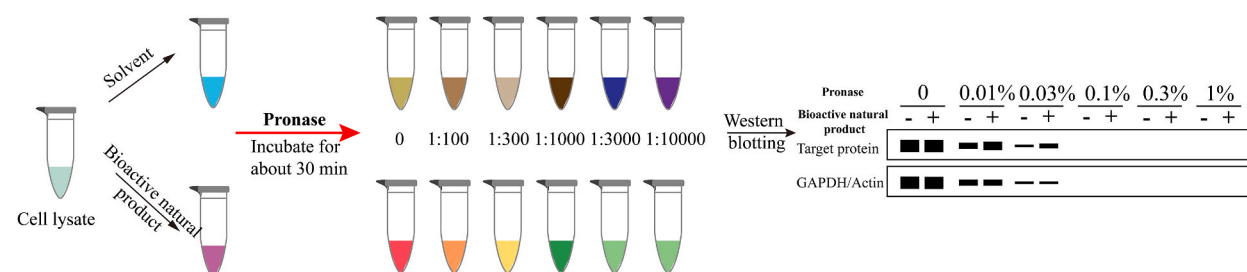 Cell lysate
Solvent
Bioactive natural
product
Pronase
Incubate for
about 30 min
0 1:100 1:300 1:1000 1:3000 1:10000
Western
blotting
Pronase 0 0.01% 0.03% 0.1% 0.3% 1%
Bioactive natural - + - + - + - + - + - +
product
Target protein
GAPDH/Actin